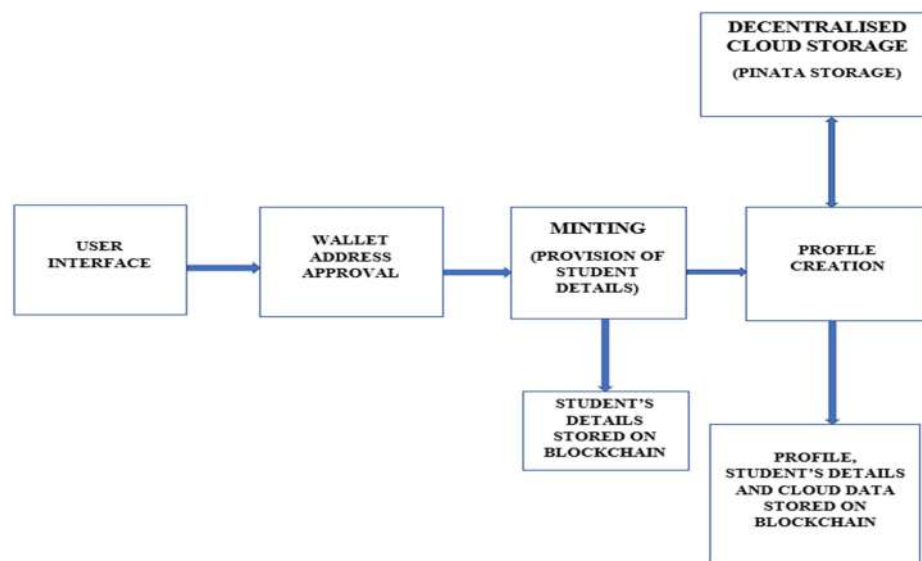 DECENTRALISED
CLOUD STORAGE
(PINATA STORAGE)
USER
INTERFACE
WALLET
ADDRESS
APPROVAL
MINTING
(PROVISION OF
STUDENT
DETAILS)
PROFILE
CREATION
STUDENT’S
DETAILS
STORED ON
BLOCKCHAIN
PROFILE,
STUDENT’S DETAILS
AND CLOUD DATA
STORED ON
BLOCKCHAIN